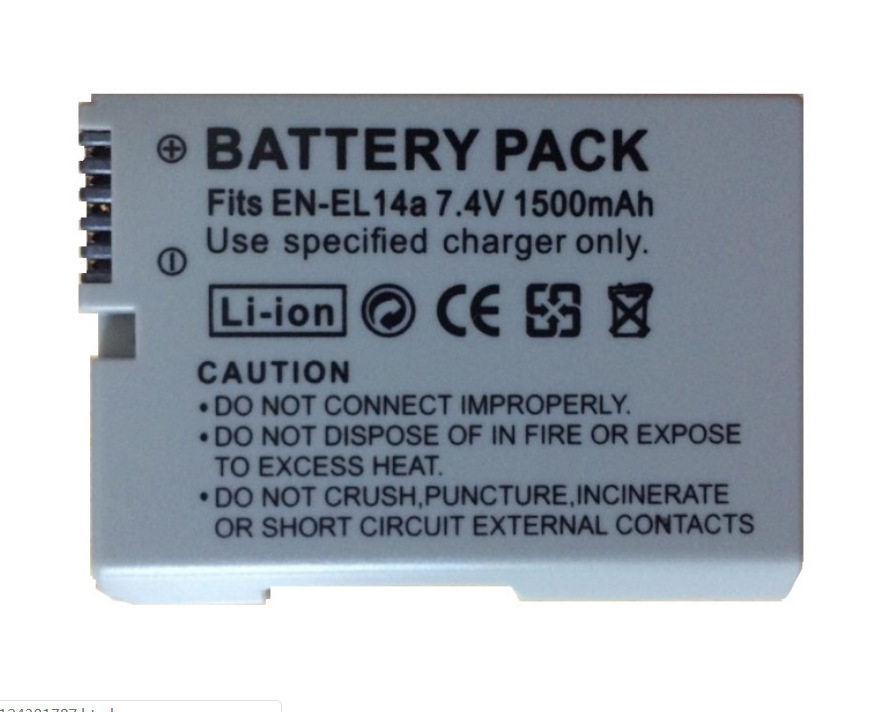 ⊕ BATTERY PACK
Fits EN-EL14a 7.4V 1500mAh
Use specified charger only.
Li-ion CE
CAUTION
•DO NOT CONNECT IMPROPERLY.
•DO NOT DISPOSE OF IN FIRE OR EXPOSE
TO EXCESS HEAT.
•DO NOT CRUSH,PUNCTURE,INCINERATE
OR SHORT CIRCUIT EXTERNAL CONTACTS